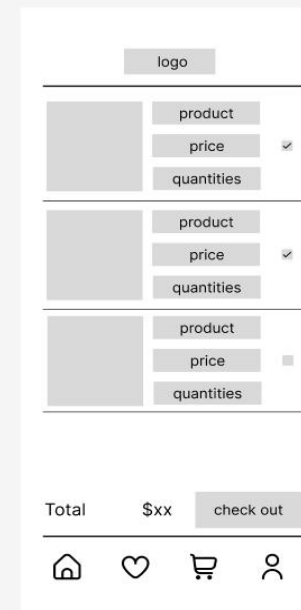 logo
product
price
quantities
product
price
quantities
product
price
quantities
Total $xx check out